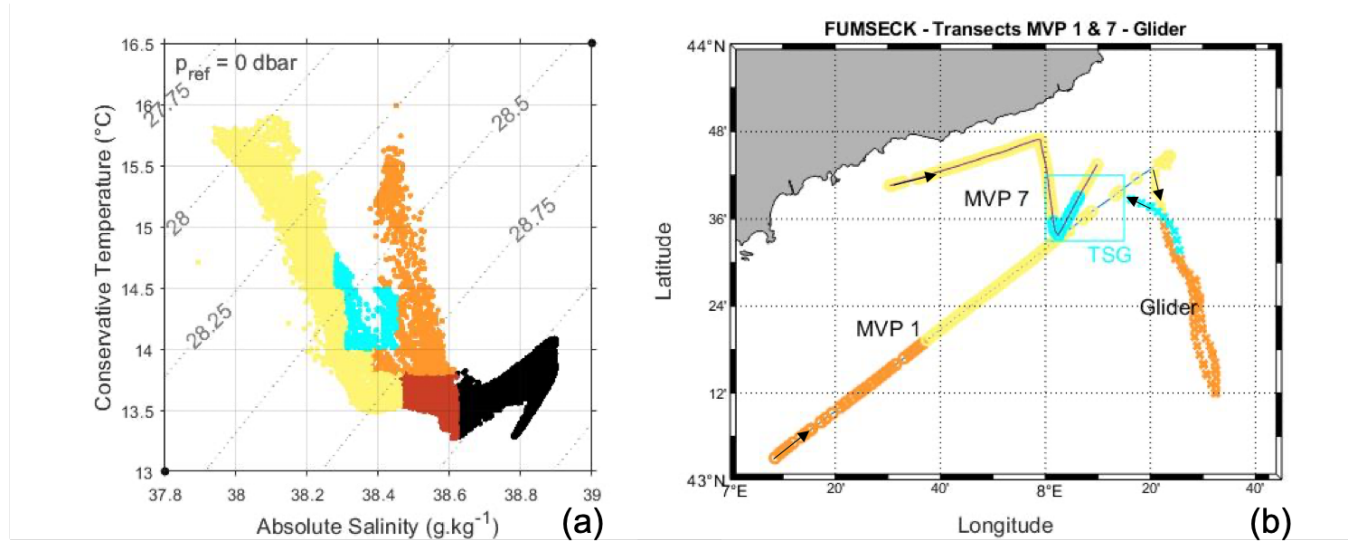 FUMSECK - Transects MVP 1 & 7 - Glider
16.5
16
15.5
15
14.5
14
13.5
13
Conservative Temperature (°C)
p_ref = 0 dbar
27.75
28
28.25
28.5
28.75
37.8
38
38.2
38.4
38.6
38.8
39
Absolute Salinity (g.kg⁻¹)
(a)
44°N
48'
36'
24'
12'
43°N
Latitude
MVP 7
TSG
MVP 1
Glider
7°E
20'
40'
8°E
20'
40'
Longitude
(b)